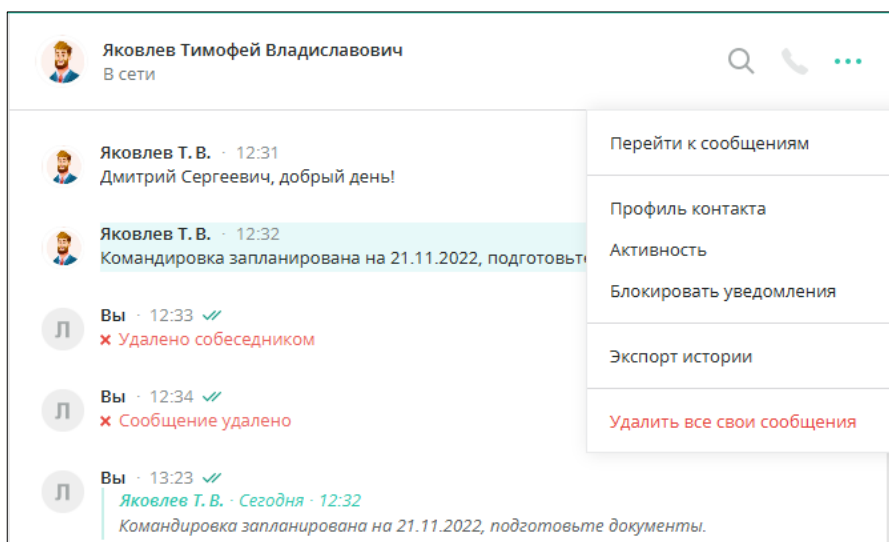 Яковлев Тимофей Владиславович
В сети
Яковлев Т. В. · 12:31
Дмитрий Сергеевич, добрый день!
Яковлев Т. В. · 12:32
Командировка запланирована на 21.11.2022,
Л
Вы · 12:33
Удалено собеседником
Л
Вы · 12:34
Сообщение удалено
Л
Вы · 13:23
Яковлев Т. В. · Сегодня · 12:32
Командировка запланирована на 21.11.2022, подготовьте документы.
Перейти к сообщениям
Профиль контакта
Активность
Блокировать уведомления
Экспорт истории
Удалить все свои сообщения